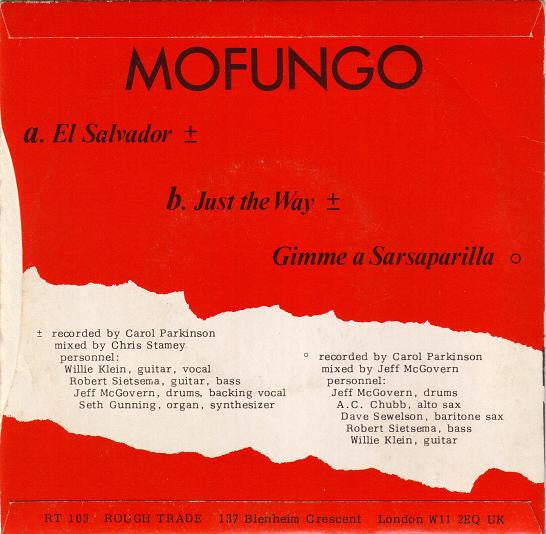 MOFUNGO
a. El Salvador ±
b. Just the Way ±
Gimme a Sarsaparilla ○
± recorded by Carol Parkinson
mixed by Chris Stamey
personnel:
Willie Klein, guitar, vocal
Robert Sietsema, guitar, bass
Jeff McGovern, drums, backing vocal
Seth Gunning, organ, synthesizer
○ recorded by Carol Parkinson
mixed by Jeff McGovern
personnel:
Jeff McGovern, drums
A.C. Chubb, alto sax
Dave Sewelson, baritone sax
Robert Sietsema, bass
Willie Klein, guitar
RT 103 ROUGH TRADE 137 Blenheim Crescent London W11 2EQ UK